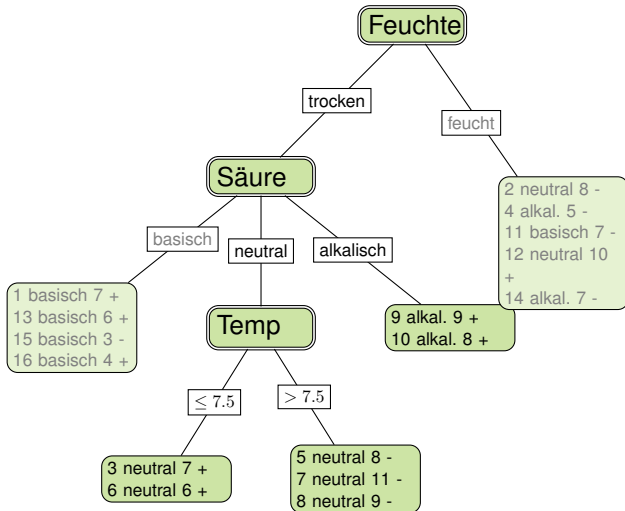 Feuchte
trocken
feucht
Säure
2 neutral 8 -
4 alkal. 5 -
11 basisch 7 -
12 neutral 10
+
14 alkal. 7 -
basisch
neutral
alkalisch
1 basisch 7 +
13 basisch 6 +
15 basisch 3 -
16 basisch 4 +
Temp
9 alkal. 9 +
10 alkal. 8 +
≤ 7.5
> 7.5
3 neutral 7 +
6 neutral 6 +
5 neutral 8 -
7 neutral 11 -
8 neutral 9 -